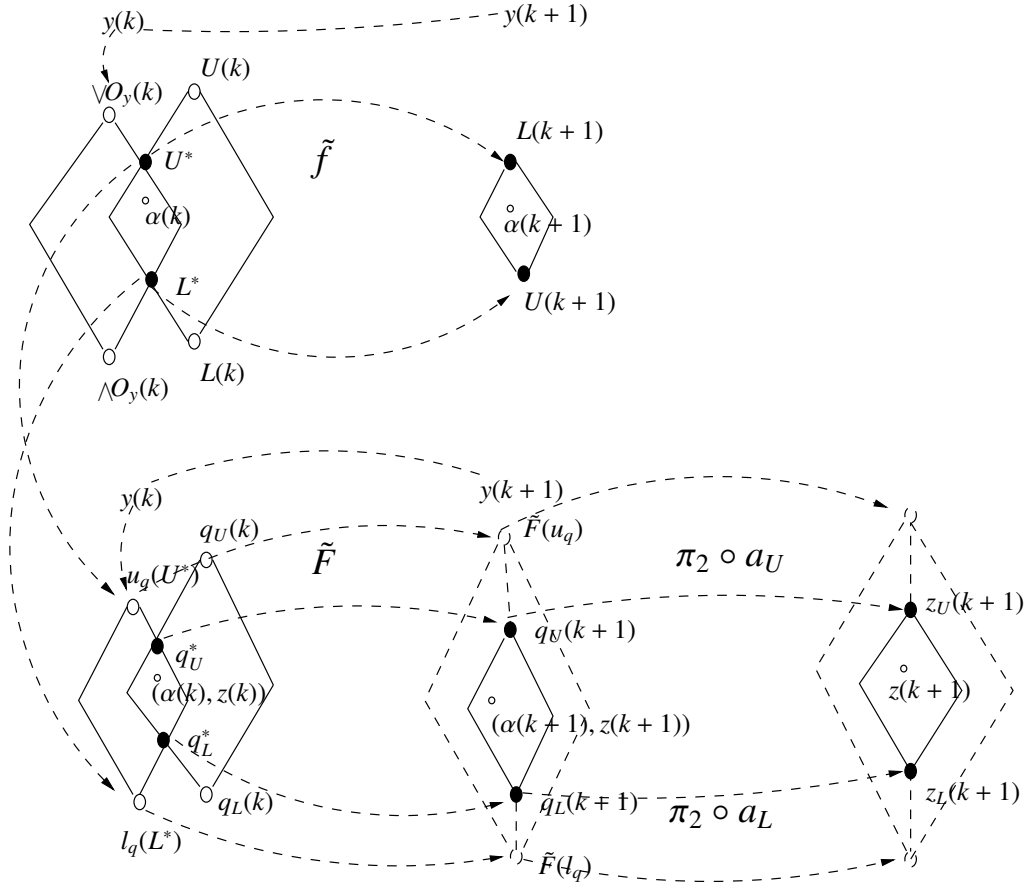 y(k)
y(k + 1)
U(k)
∨O_y(k)
L(k + 1)
U*
f̃
α(k)
α(k + 1)
L*
U(k + 1)
L(k)
∧O_y(k)
y(k)
y(k + 1)
q_U(k)
F̃(u_q)
F̃
π₂ ∘ a_U
u_q(U*)
z_U(k + 1)
q_U(k + 1)
q*_U
(α(k), z(k))
z(k + 1)
(α(k + 1), z(k + 1))
q*_L
q_L(k)
q_L(k + 1)
z_L(k + 1)
π₂ ∘ a_L
l_q(L*)
F̃(l_q)